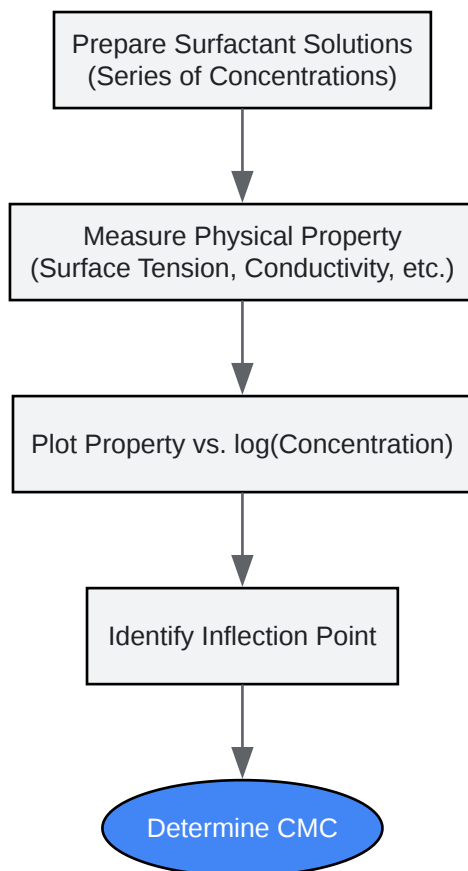 Prepare Surfactant Solutions
(Series of Concentrations)
Measure Physical Property
(Surface Tension, Conductivity, etc.)
Plot Property vs. log(Concentration)
Identify Inflection Point
Determine CMC